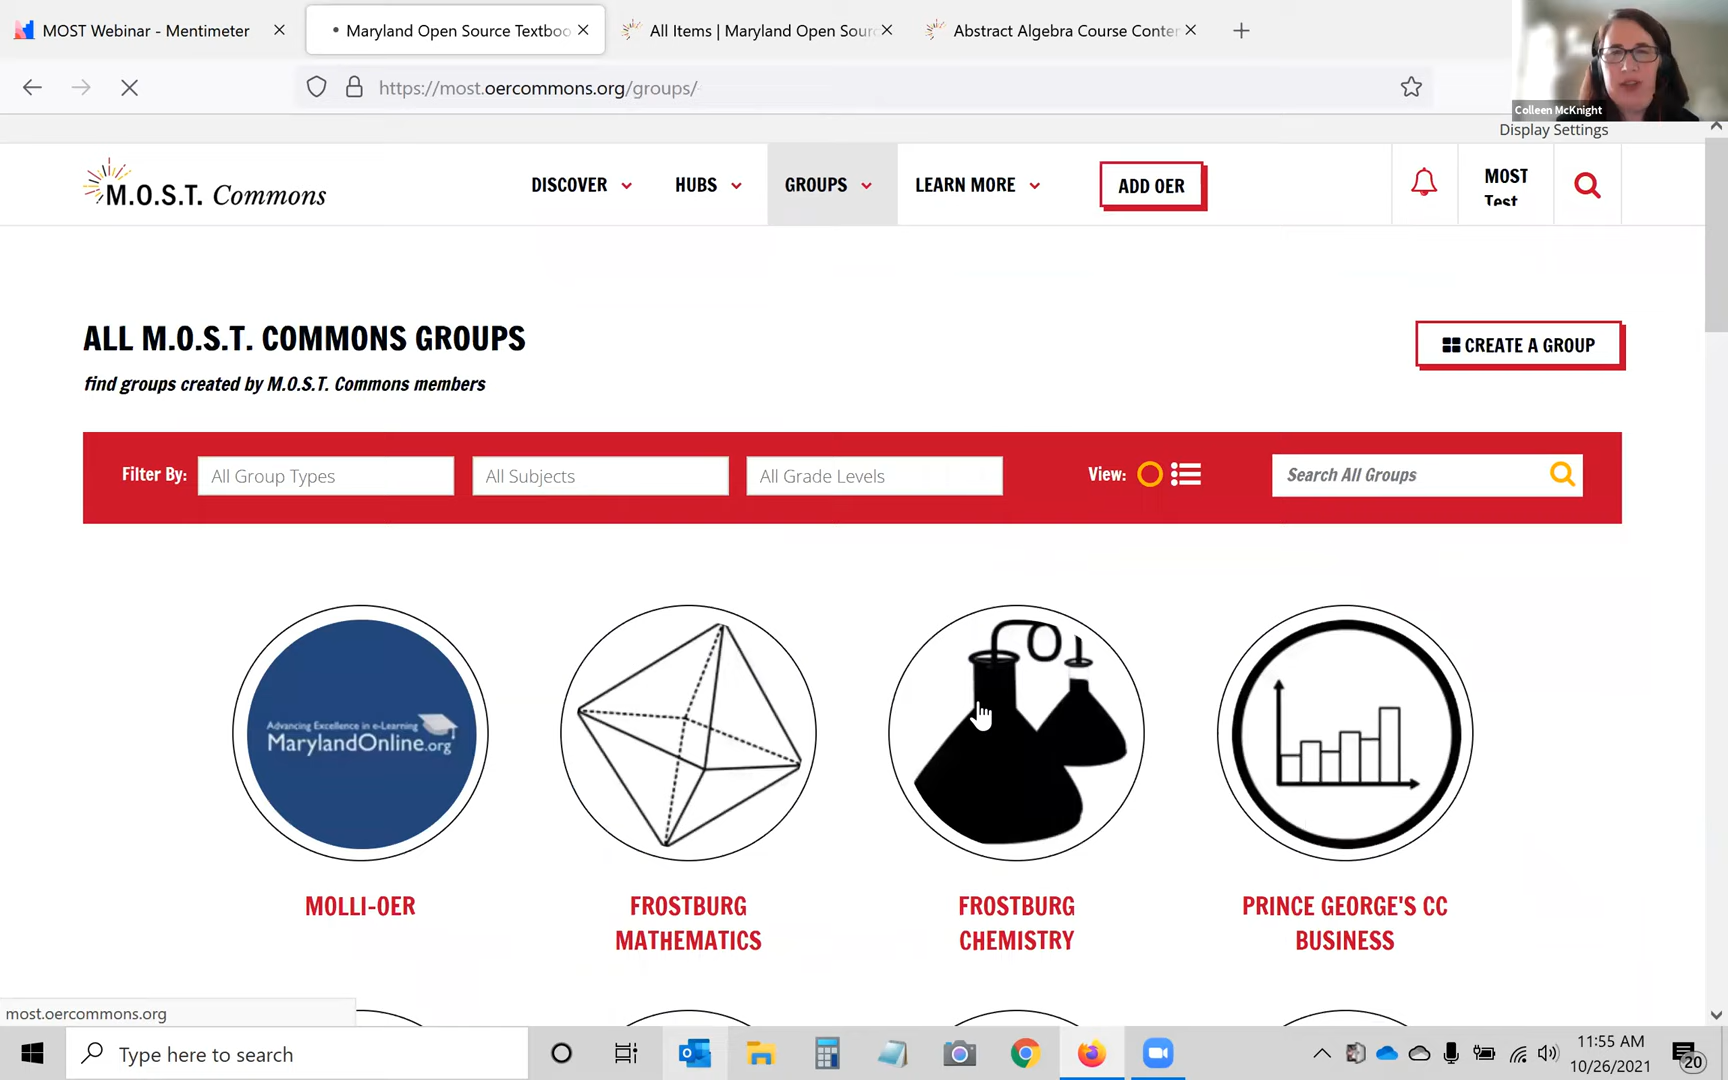 MOST Webinar - Mentimeter
Maryland Open Source Textboo
All Items | Maryland Open Sour
Abstract Algebra Course Conter
https://most.oercommons.org/groups/
Colleen McKnight
Display Settings
M.O.S.T. Commons
DISCOVER
HUBS
GROUPS
LEARN MORE
ADD OER
MOST
Test
ALL M.O.S.T. COMMONS GROUPS
find groups created by M.O.S.T. Commons members
CREATE A GROUP
Filter By:
All Group Types
All Subjects
All Grade Levels
View:
Search All Groups
Advancing Excellence in e-Learning
MarylandOnline.org
MOLLI-OER
FROSTBURG
MATHEMATICS
FROSTBURG
CHEMISTRY
PRINCE GEORGE'S CC
BUSINESS
most.oercommons.org
Type here to search
11:55 AM
10/26/2021
20